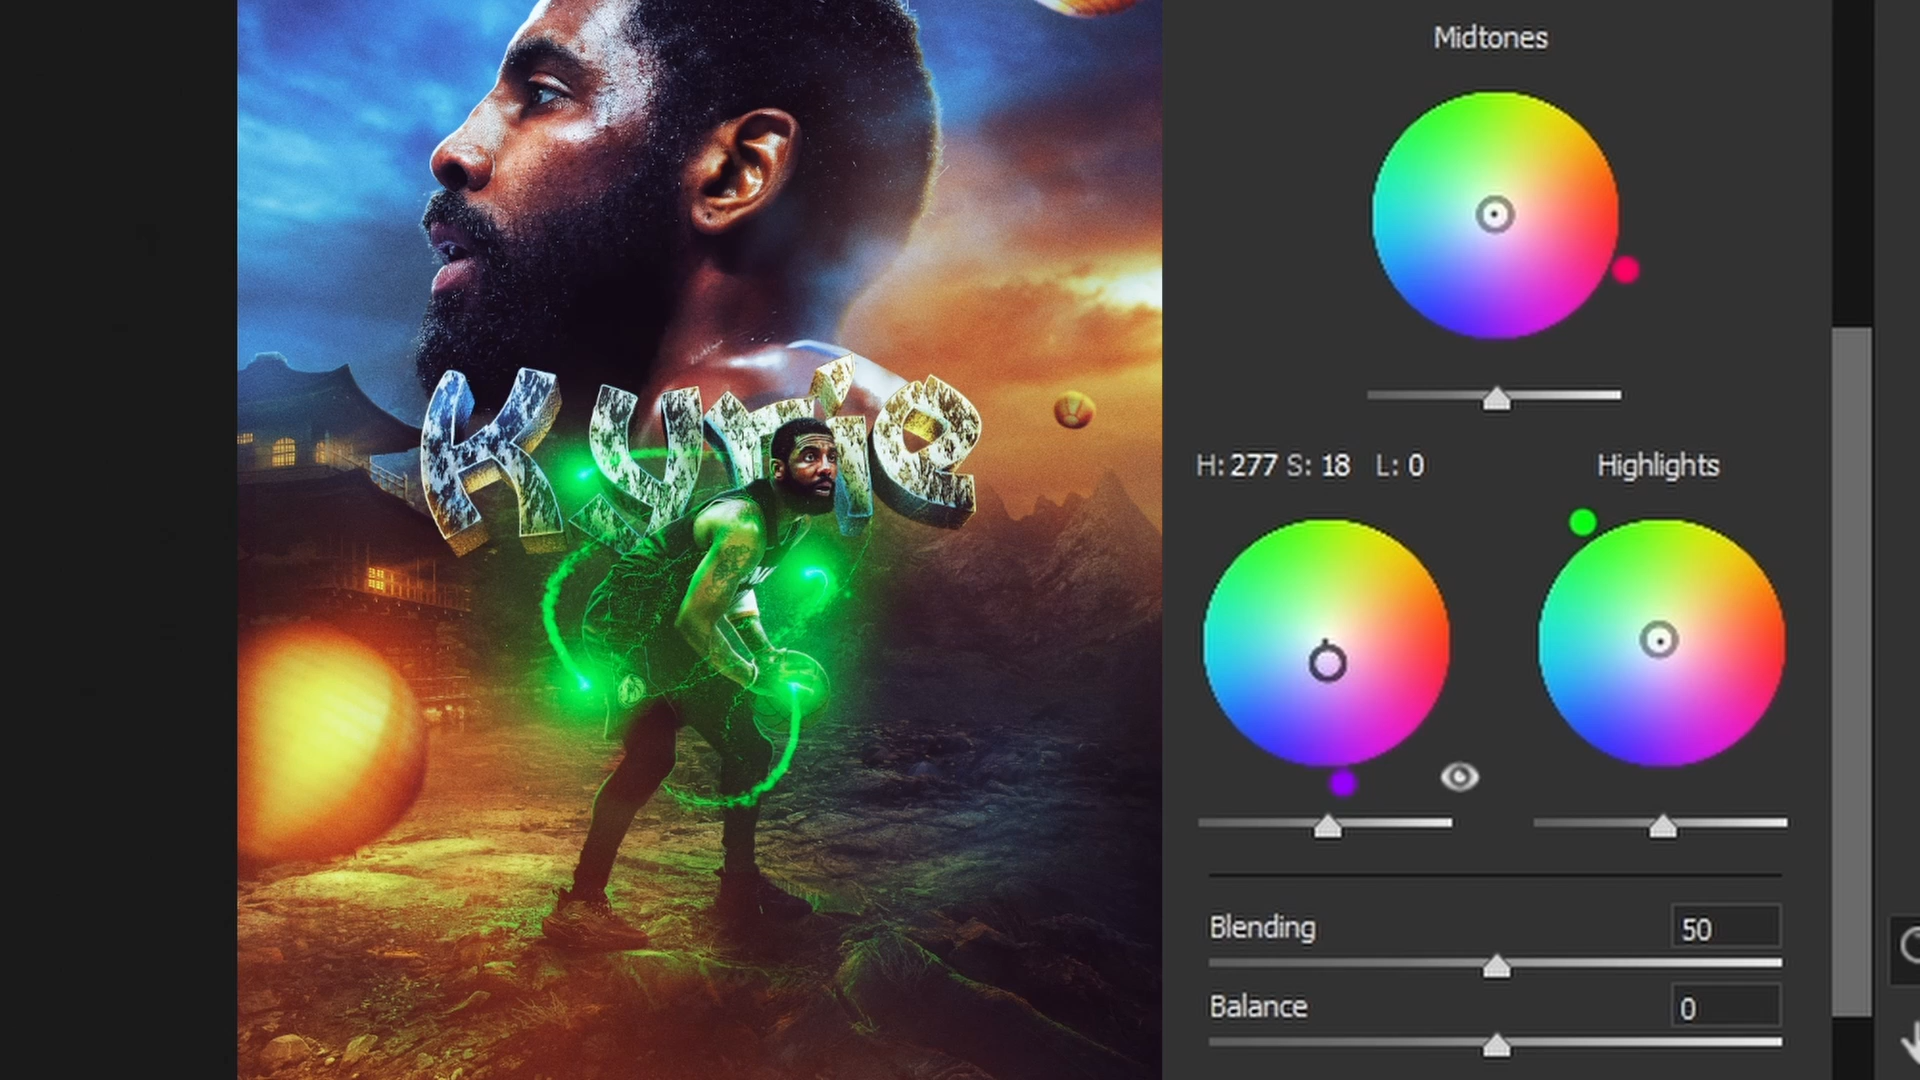 Midtones
Kyrie
H: 277 S: 18 L: 0
Highlights
Blending
50
Balance
0